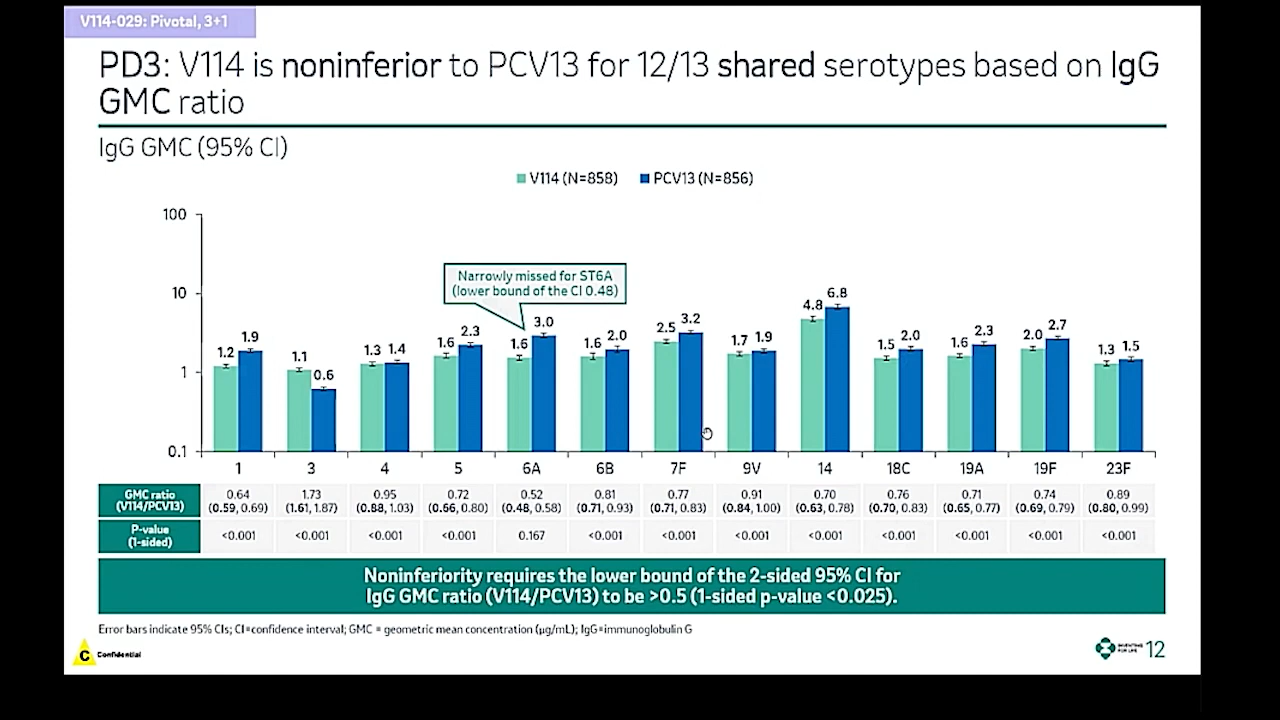 V114-029: Pivotal, 3+1
PD3: V114 is noninferior to PCV13 for 12/13 shared serotypes based on IgG
GMC ratio
IgG GMC (95% CI)
V114 (N=858) PCV13 (N=856)
100
10
1
0.1
Narrowly missed for ST6A
(lower bound of the CI 0.48)
1.2 1.9 1.1 0.6 1.3 1.4 1.6 2.3 1.6 3.0 1.6 2.0 2.5 3.2 1.7 1.9 4.8 6.8 1.5 2.0 1.6 2.3 2.0 2.7 1.3 1.5
1 3 4 5 6A 6B 7F 9V 14 18C 19A 19F 23F
GMC ratio
(V114/PCV13)
0.64 1.73 0.95 0.72 0.52 0.81 0.77 0.91 0.70 0.76 0.71 0.74 0.89
(0.59, 0.69) (1.61, 1.87) (0.88, 1.03) (0.66, 0.80) (0.48, 0.58) (0.71, 0.93) (0.71, 0.83) (0.84, 1.00) (0.63, 0.78) (0.70, 0.83) (0.65, 0.77) (0.69, 0.79) (0.80, 0.99)
P-value
(1-sided)
<0.001 <0.001 <0.001 <0.001 0.167 <0.001 <0.001 <0.001 <0.001 <0.001 <0.001 <0.001 <0.001
Noninferiority requires the lower bound of the 2-sided 95% CI for
IgG GMC ratio (V114/PCV13) to be >0.5 (1-sided p-value <0.025).
Error bars indicate 95% CIs; CI=confidence interval; GMC = geometric mean concentration (µg/mL); IgG=immunoglobulin G
C Confidential
INVENTING
FOR LIFE
12